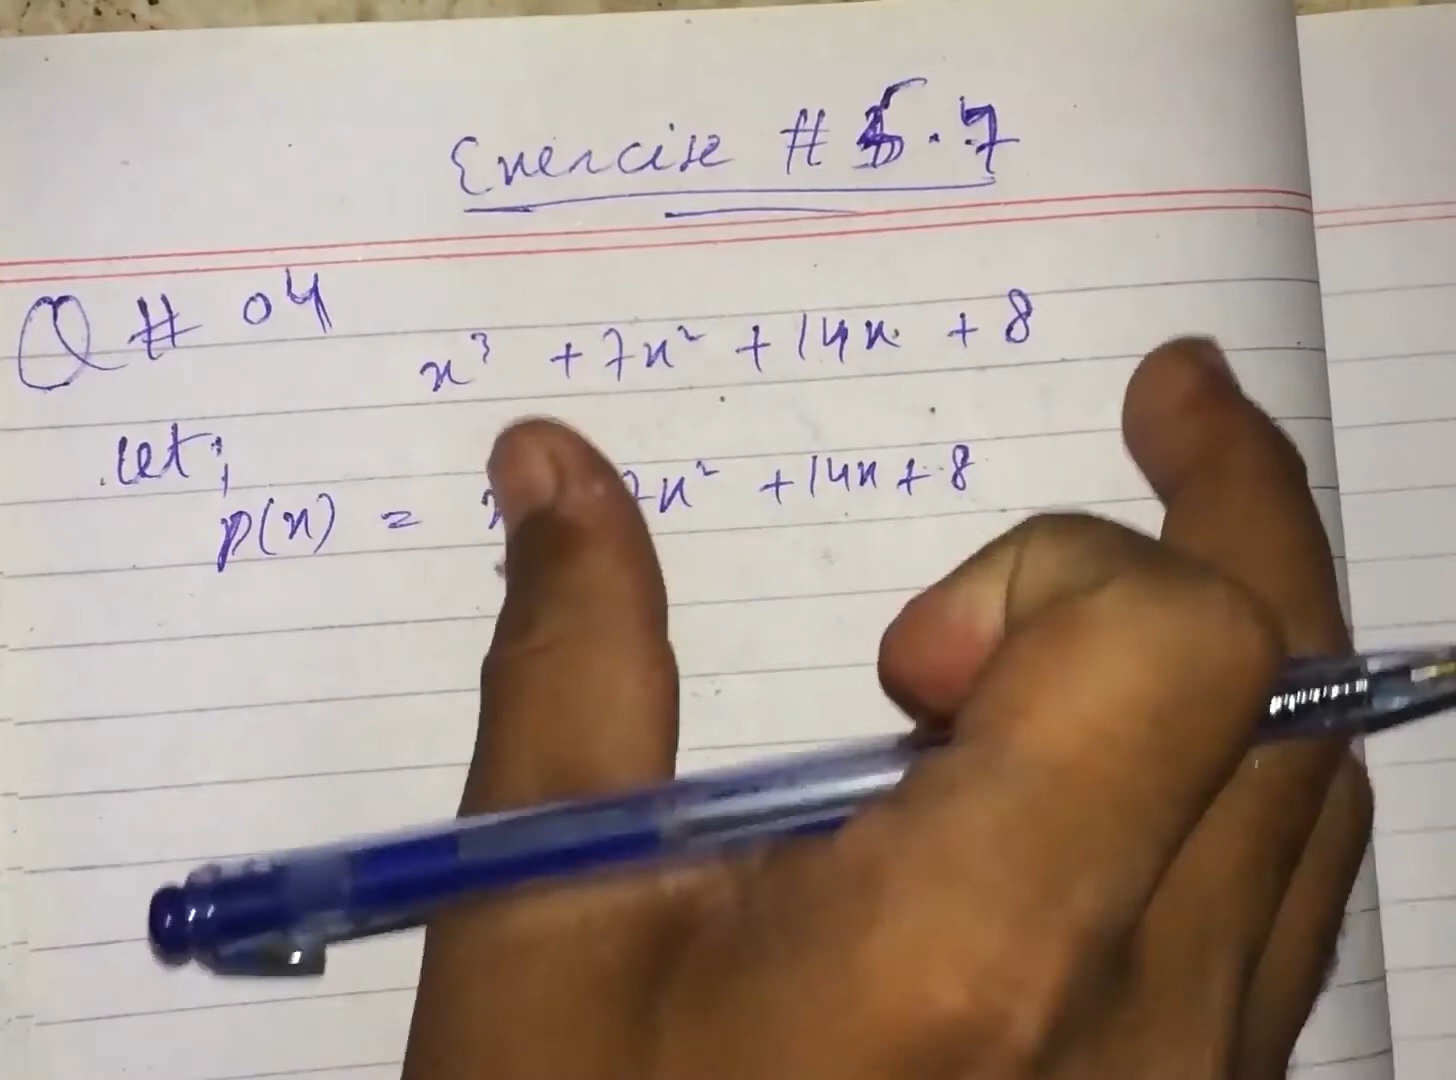 Exercise # 5.7
Q # 04
x³ + 7x² + 14x + 8
let;
p(x) = x 7x² + 14x + 8